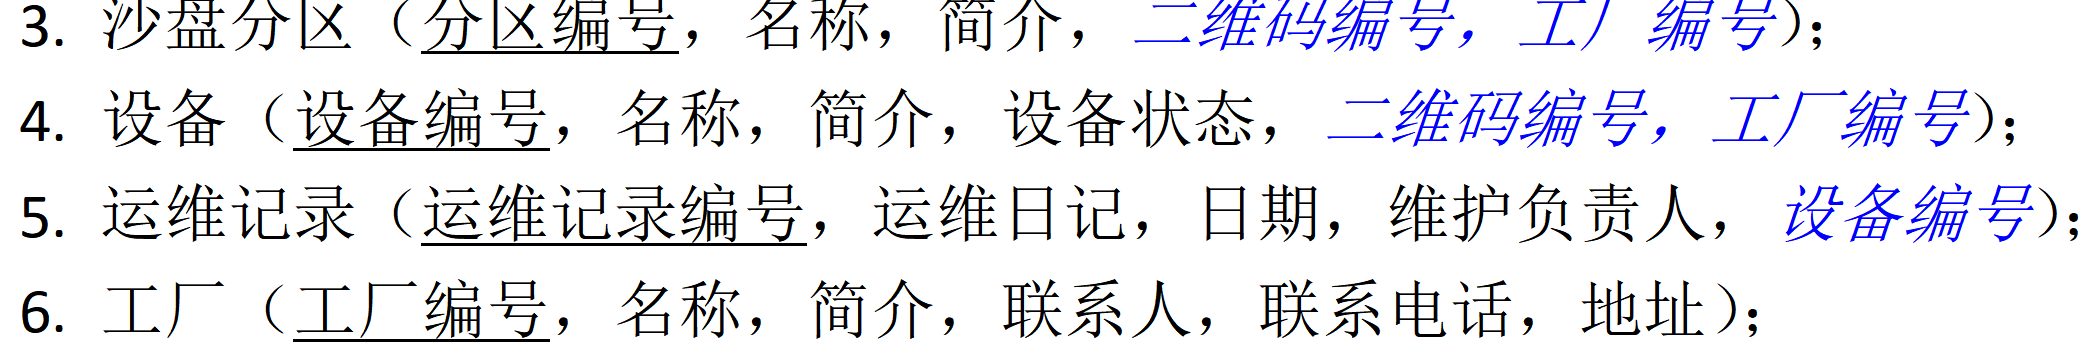 3. 沙盘分区（分区编号，名称，简介，二维码编号，工厂编号）；
4. 设备（设备编号，名称，简介，设备状态，二维码编号，工厂编号）；
5. 运维记录（运维记录编号，运维日记，日期，维护负责人，设备编号）；
6. 工厂（工厂编号，名称，简介，联系人，联系电话，地址）；